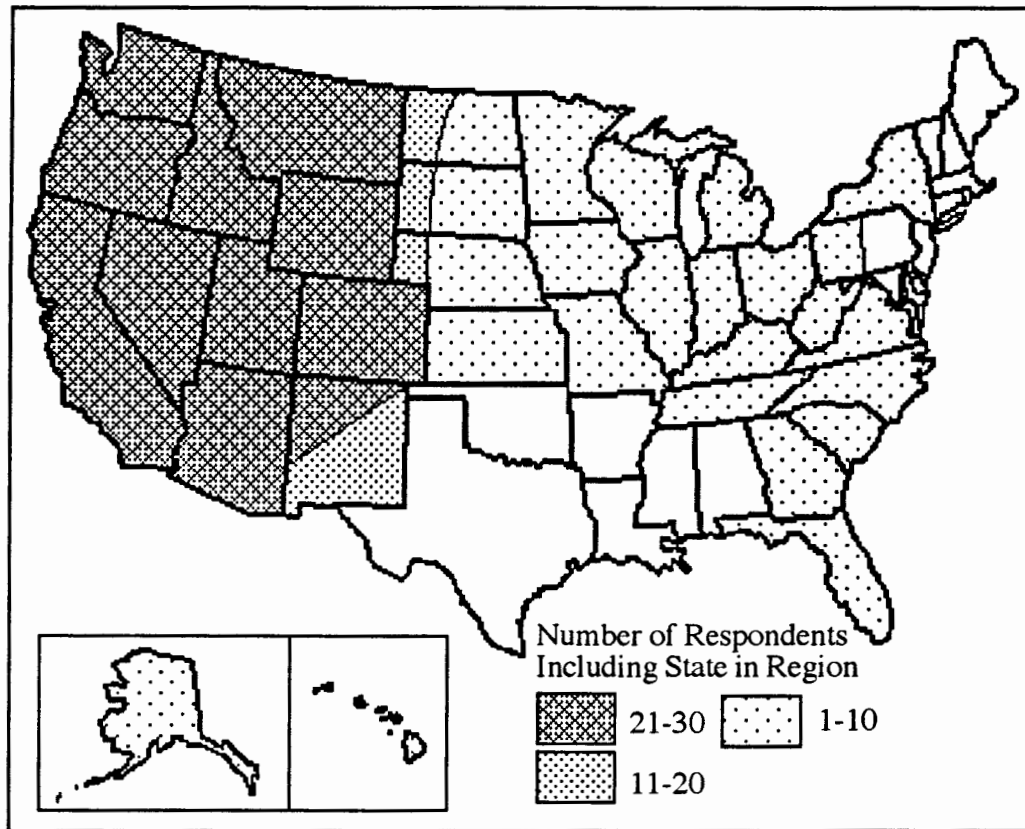 Number of Respondents
Including State in Region
21-30 1-10
11-20